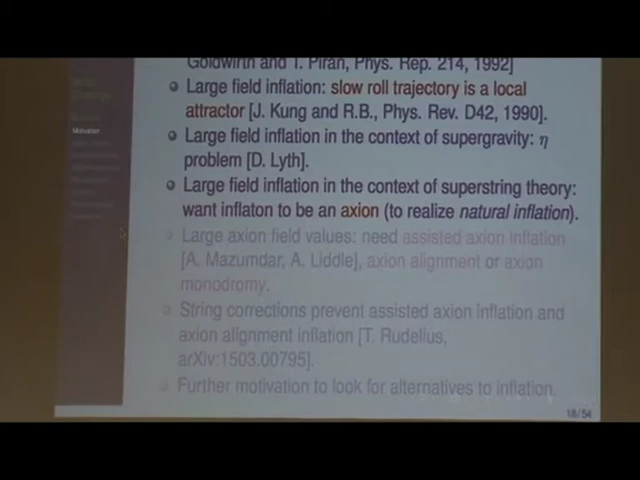 Goldwirth and T. Piran, Phys. Rep. 214, 1992]
Large field inflation: slow roll trajectory is a local
attractor [J. Kung and R.B., Phys. Rev. D42, 1990].
Large field inflation in the context of supergravity: η
problem [D. Lyth].
Large field inflation in the context of superstring theory:
want inflaton to be an axion (to realize natural inflation).
Large axion field values: need assisted axion inflation
[A. Mazumdar, A. Liddle], axion alignment or axion
monodromy.
String corrections prevent assisted axion inflation and
axion alignment inflation [T. Rudelius,
arXiv:1503.00795].
Further motivation to look for alternatives to inflation.
Motivation
18/54